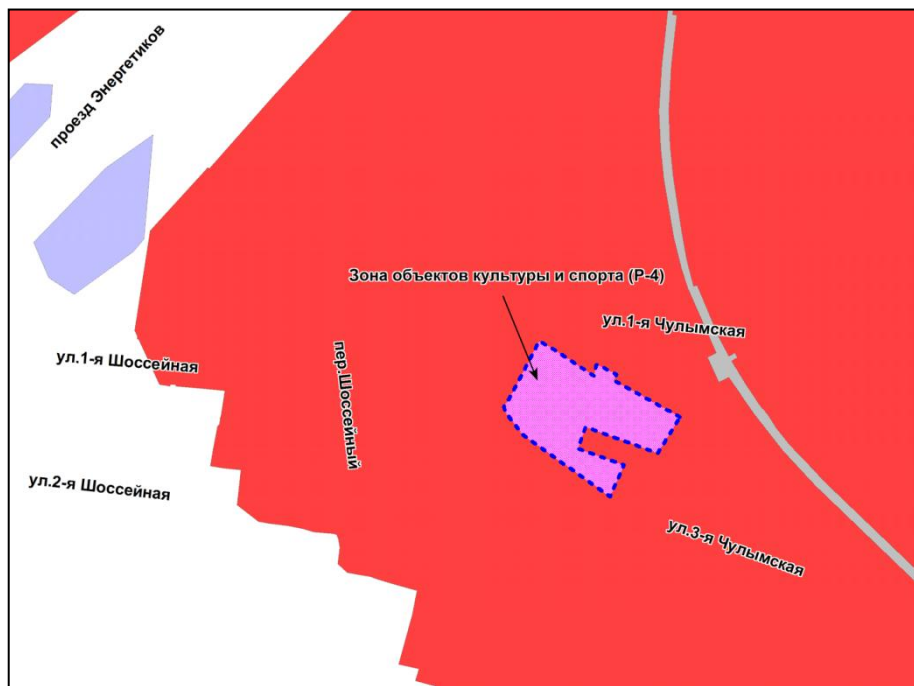 проезд Энергетиков
Зона объектов культуры и спорта (Р-4)
ул.1-я Чулымская
ул.1-я Шоссейная
пер.Шоссейный
ул.2-я Шоссейная
ул.3-я Чулымская